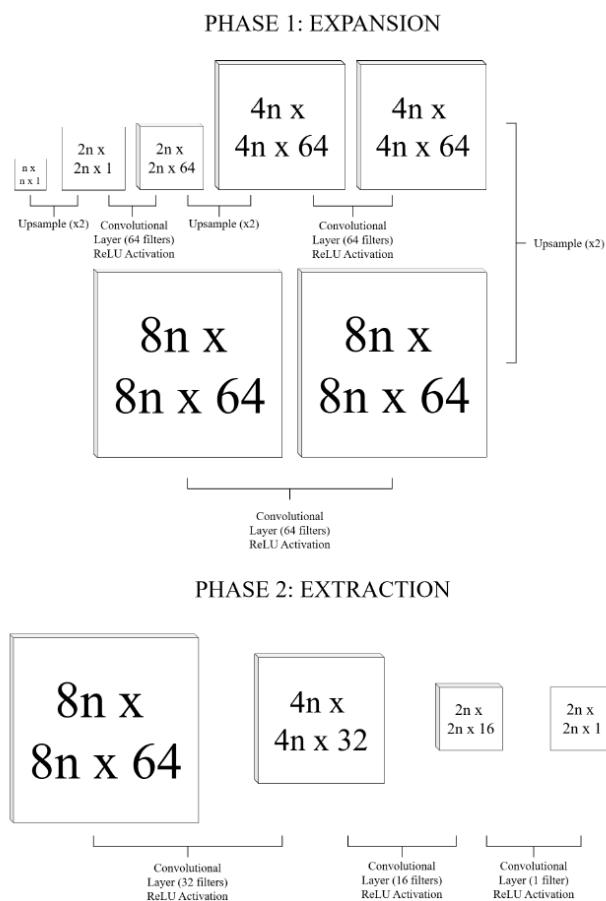 PHASE 1: EXPANSION
n x
n x 1
2n x
2n x 1
2n x
2n x 64
4n x
4n x 64
4n x
4n x 64
Upsample (x2)
Convolutional
Layer (64 filters)
ReLU Activation
Upsample (x2)
Convolutional
Layer (64 filters)
ReLU Activation
Upsample (x2)
8n x
8n x 64
8n x
8n x 64
Convolutional
Layer (64 filters)
ReLU Activation
PHASE 2: EXTRACTION
8n x
8n x 64
4n x
4n x 32
2n x
2n x 16
2n x
2n x 1
Convolutional
Layer (32 filters)
ReLU Activation
Convolutional
Layer (16 filters)
ReLU Activation
Convolutional
Layer (1 filter)
ReLU Activation